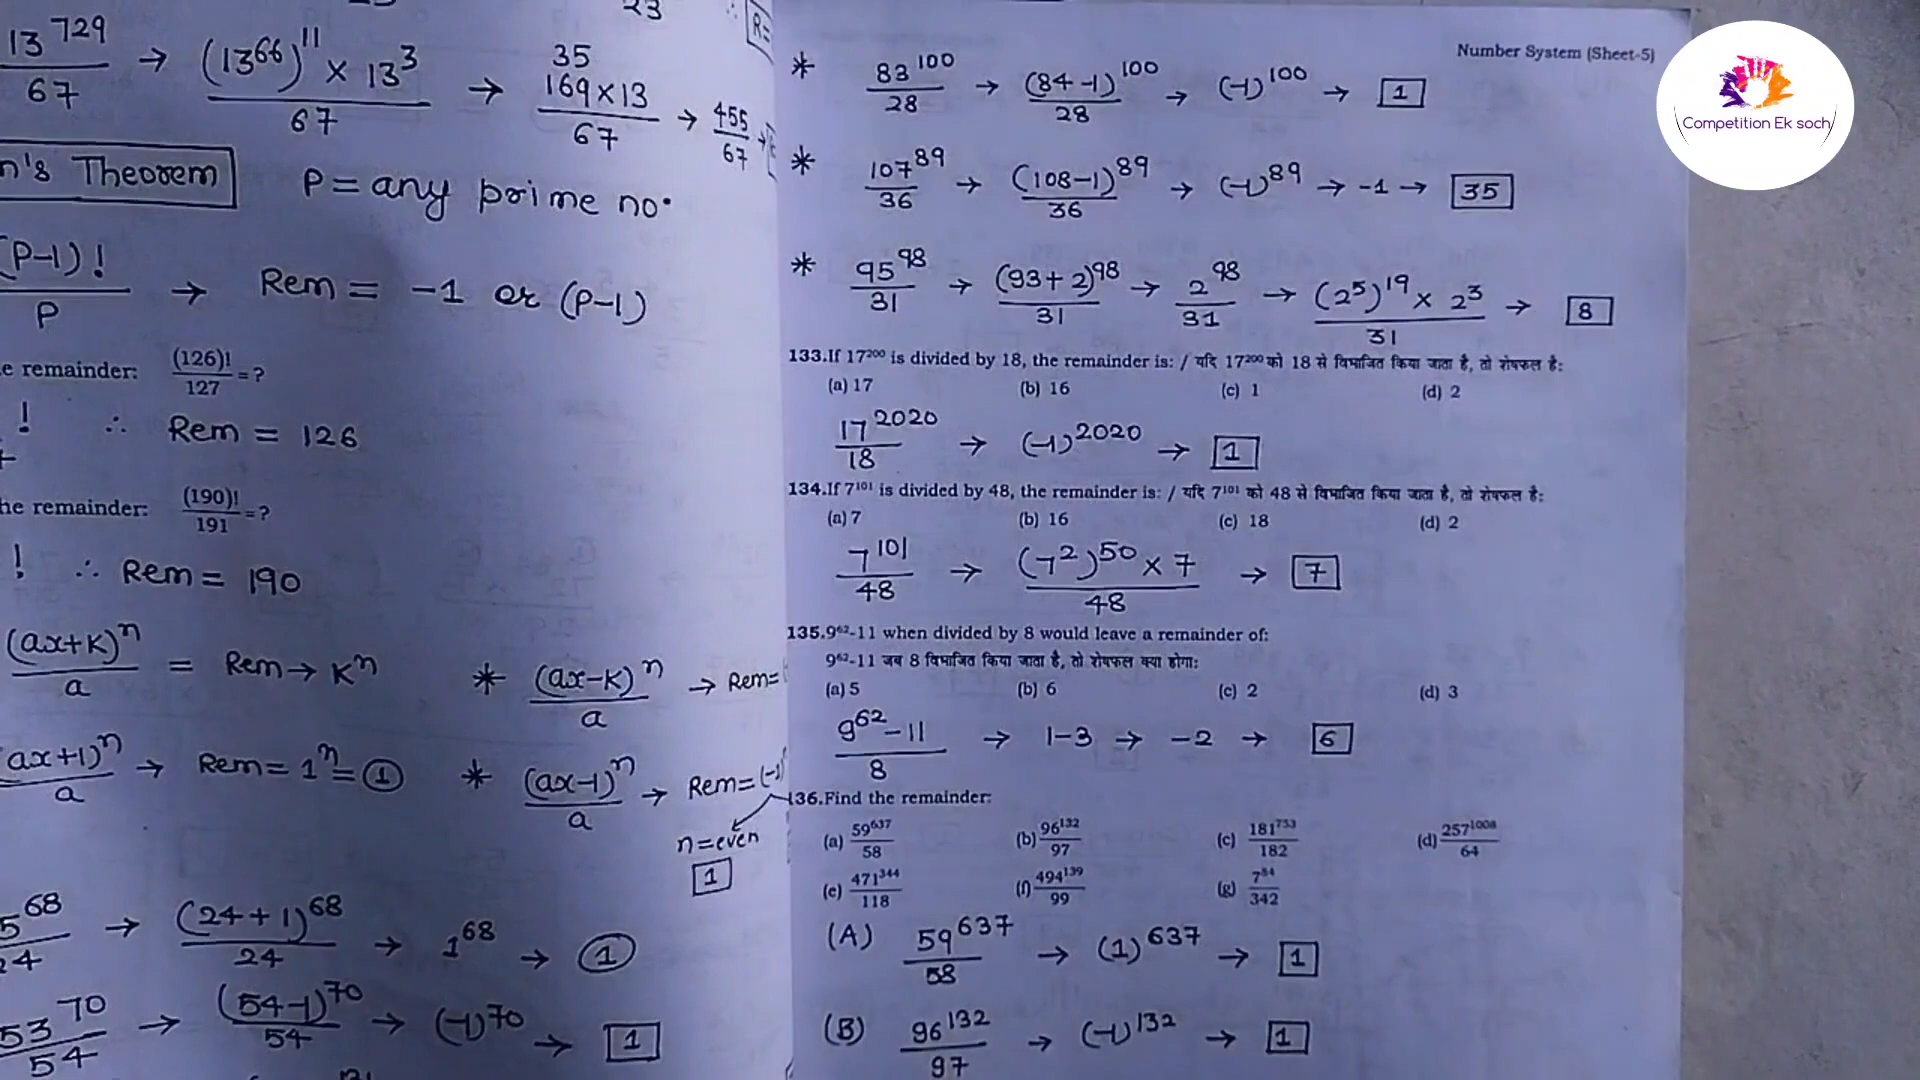 13^729 / 67 → (13^66)^11 × 13^3 / 67 → 35 169×13 / 67 → 455 / 67 →
23 ∴ R=
n's Theorem P = any prime no.
(P-1)! / P → Rem = -1 or (P-1)
e remainder: (126)! / 127 = ?
! ∴ Rem = 126
he remainder: (190)! / 191 = ?
! ∴ Rem = 190
(ax+K)^n / a = Rem → K^n * (ax-K)^n / a → Rem=
(ax+1)^n / a → Rem = 1^n = 1 * (ax-1)^n / a → Rem = (-1)
n = even
1
5^68 / 24 → (24+1)^68 / 24 → 1^68 → 1
53^70 / 54 → (54-1)^70 / 54 → (-1)^70 → 1
Number System (Sheet-5)
Competition Ek soch
* 83^100 / 28 → (84-1)^100 / 28 → (-1)^100 → 1
* 107^89 / 36 → (108-1)^89 / 36 → (-1)^89 → -1 → 35
* 95^98 / 31 → (93+2)^98 / 31 → 2^98 / 31 → (2^5)^19 × 2^3 / 31 → 8
133.If 17^200 is divided by 18, the remainder is: / यदि 17^200 को 18 से विभाजित किया जाता है, तो शेषफल है:
(a) 17 (b) 16 (c) 1 (d) 2
17^2020 / 18 → (-1)^2020 → 1
134.If 7^101 is divided by 48, the remainder is: / यदि 7^101 को 48 से विभाजित किया जाता है, तो शेषफल है:
(a) 7 (b) 16 (c) 18 (d) 2
7^101 / 48 → (7^2)^50 × 7 / 48 → 7
135.9^62-11 when divided by 8 would leave a remainder of:
9^62-11 जब 8 विभाजित किया जाता है, तो शेषफल क्या होगा:
(a) 5 (b) 6 (c) 2 (d) 3
9^62 - 11 / 8 → 1-3 → -2 → 6
136.Find the remainder:
(a) 59^637 / 58 (b) 96^132 / 97 (c) 181^753 / 182 (d) 257^1008 / 64
(e) 471^344 / 118 (f) 494^139 / 99 (g) 7^84 / 342
(A) 59^637 / 58 → (1)^637 → 1
(B) 96^132 / 97 → (-1)^132 → 1